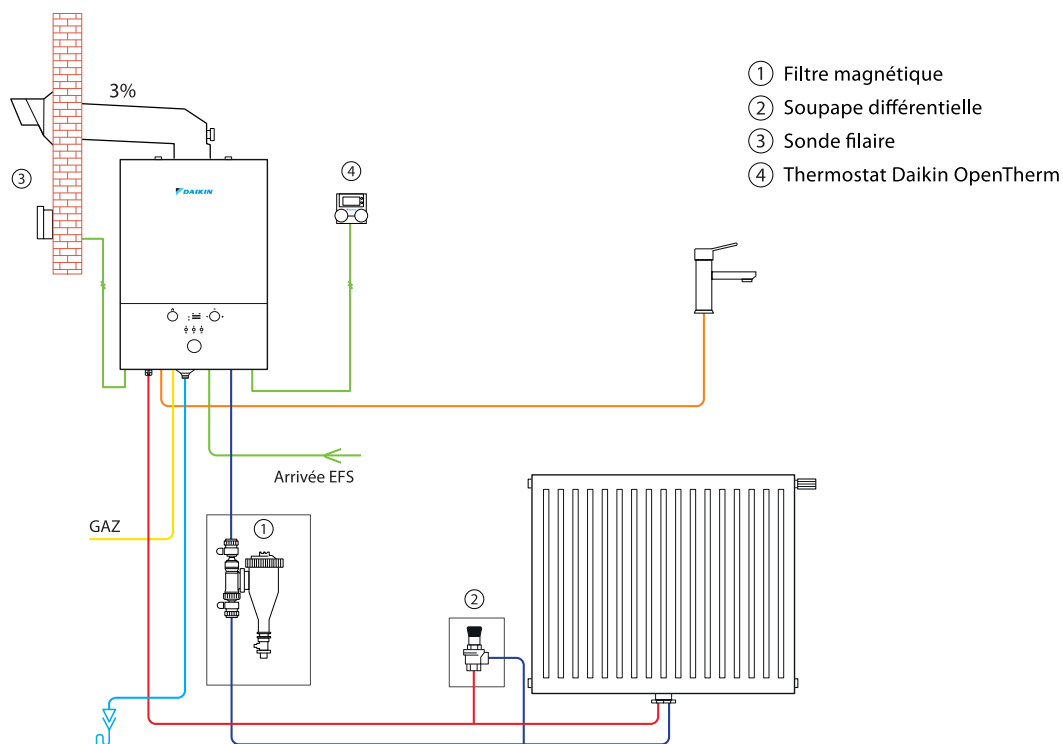 3%
① Filtre magnétique
② Soupape différentielle
③ Sonde filaire
④ Thermostat Daikin OpenTherm
③
④
DAIKIN
Arrivée EFS
GAZ
①
②